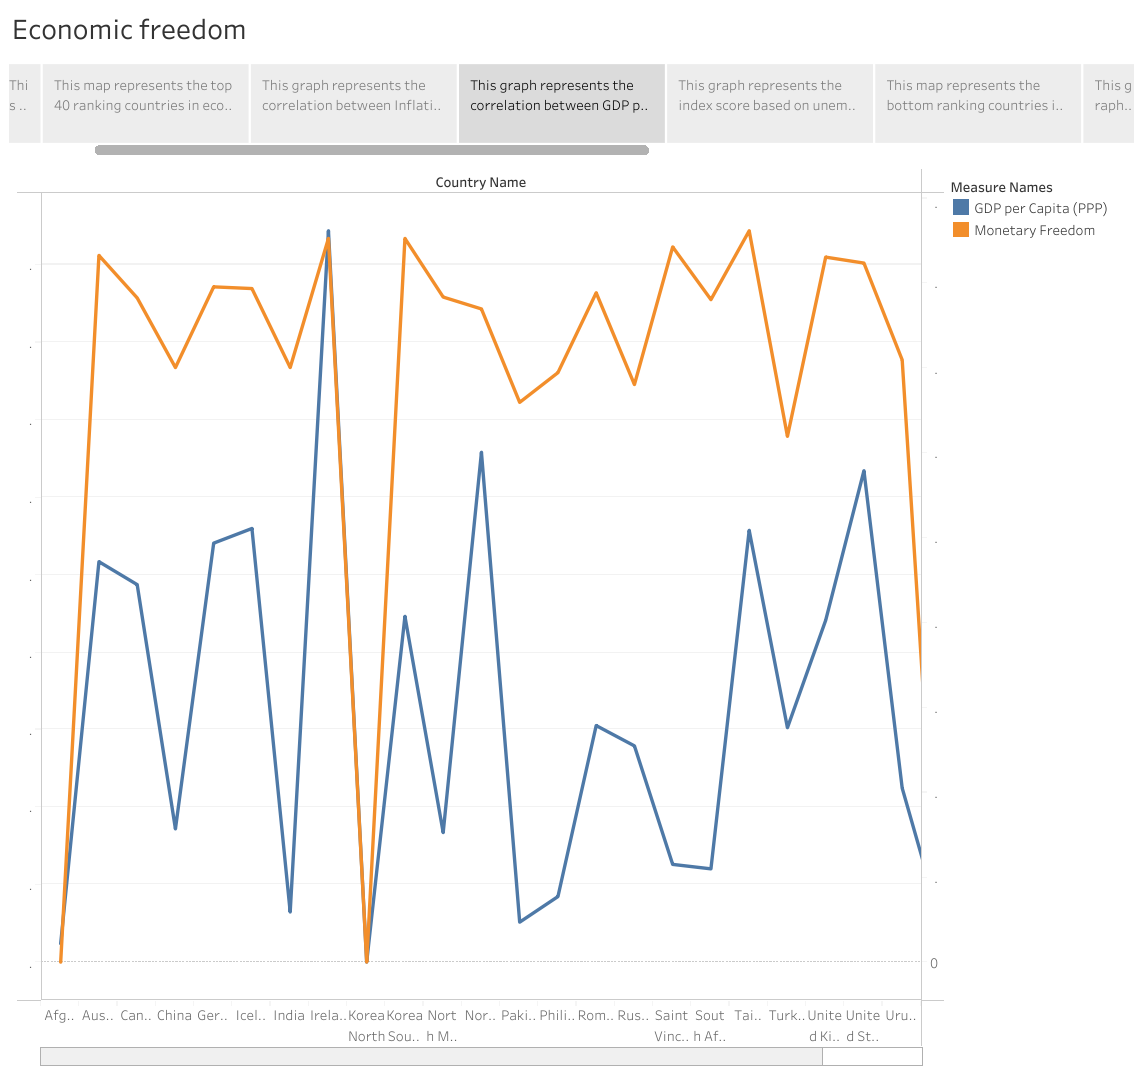 Economic freedom
Thi
s ..
This map represents the top
40 ranking countries in eco..
This graph represents the
correlation between Inflati..
This graph represents the
correlation between GDP p..
This graph represents the
index score based on unem..
This map represents the
bottom ranking countries i..
This g
raph..
Country Name
Measure Names
GDP per Capita (PPP)
Monetary Freedom
0
Afg.. Aus.. Can.. China Ger.. Icel.. India Irela.. Korea Korea Nort Nor.. Paki.. Phili.. Rom.. Rus.. Saint Sout Tai.. Turk.. Unite Unite Uru..
North Sou.. h M.. Vinc.. h Af.. d Ki.. d St..